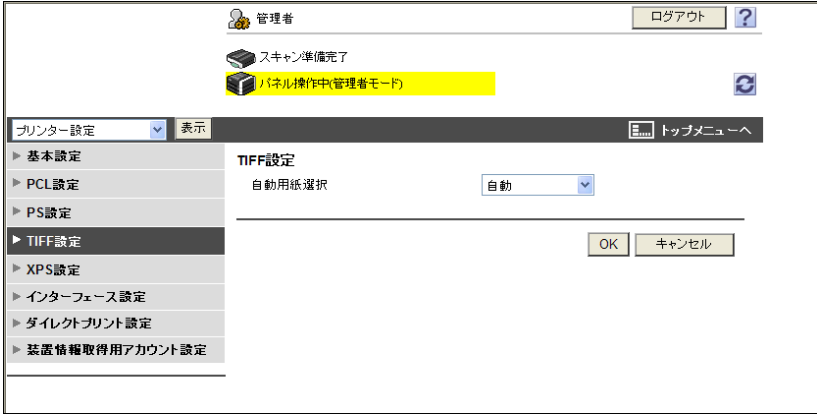 管理者
ログアウト
?
スキャン準備完了
パネル操作中(管理者モード)
プリンター設定
表示
トップメニューへ
基本設定
PCL設定
PS設定
TIFF設定
XPS設定
インターフェース設定
ダイレクトプリント設定
装置情報取得用アカウント設定
TIFF設定
自動用紙選択
自動
OK
キャンセル